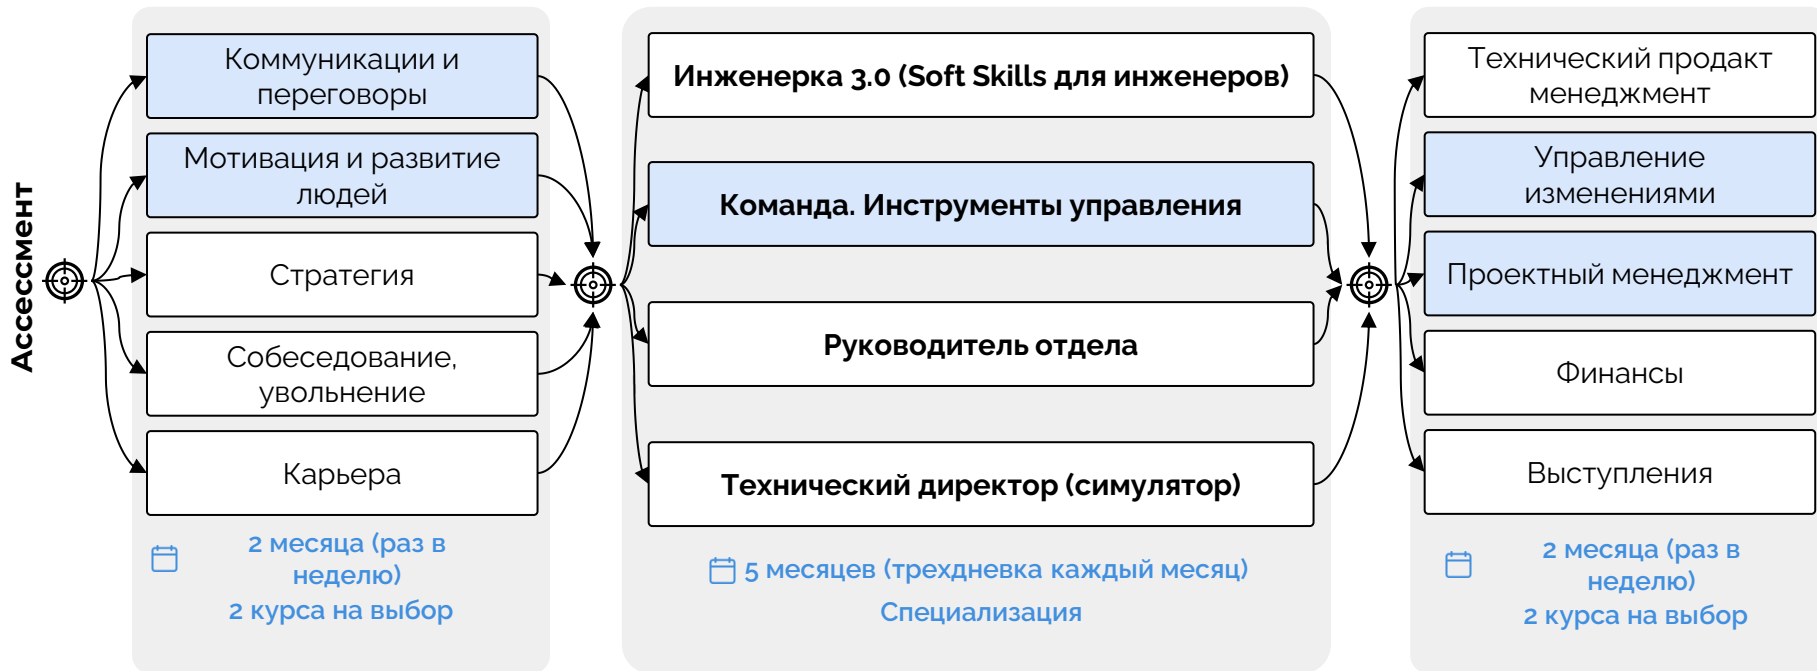 Ассессмент
Коммуникации и
переговоры
Мотивация и развитие
людей
Стратегия
Собеседование,
увольнение
Карьера
2 месяца (раз в
неделю)
2 курса на выбор
Инженерка 3.0 (Soft Skills для инженеров)
Команда. Инструменты управления
Руководитель отдела
Технический директор (симулятор)
5 месяцев (трехдневка каждый месяц)
Специализация
Технический продакт
менеджмент
Управление
изменениями
Проектный менеджмент
Финансы
Выступления
2 месяца (раз в
неделю)
2 курса на выбор